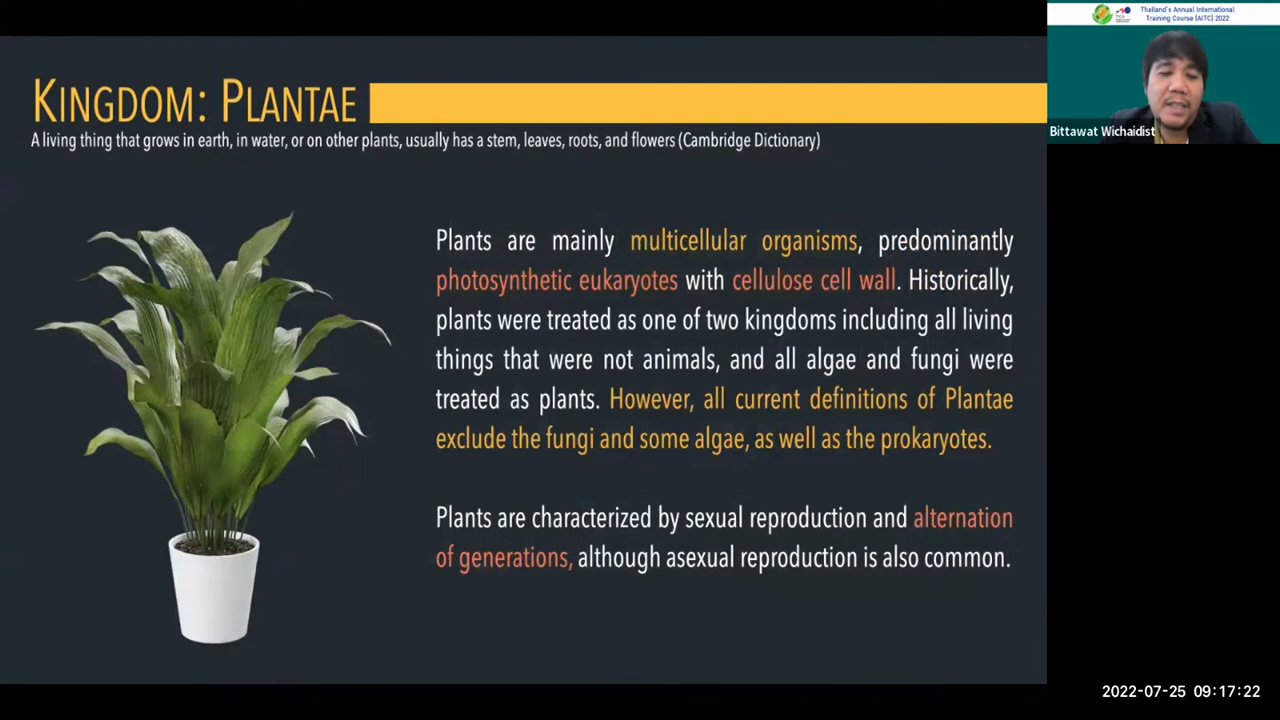 KINGDOM: PLANTAE
A living thing that grows in earth, in water, or on other plants, usually has a stem, leaves, roots, and flowers (Cambridge Dictionary)
Plants are mainly multicellular organisms, predominantly
photosynthetic eukaryotes with cellulose cell wall. Historically,
plants were treated as one of two kingdoms including all living
things that were not animals, and all algae and fungi were
treated as plants. However, all current definitions of Plantae
exclude the fungi and some algae, as well as the prokaryotes.
Plants are characterized by sexual reproduction and alternation
of generations, although asexual reproduction is also common.
Thailand's Annual International
Training Course (AITC) 2022
Bittawat Wichaidist
2022-07-25 09:17:22